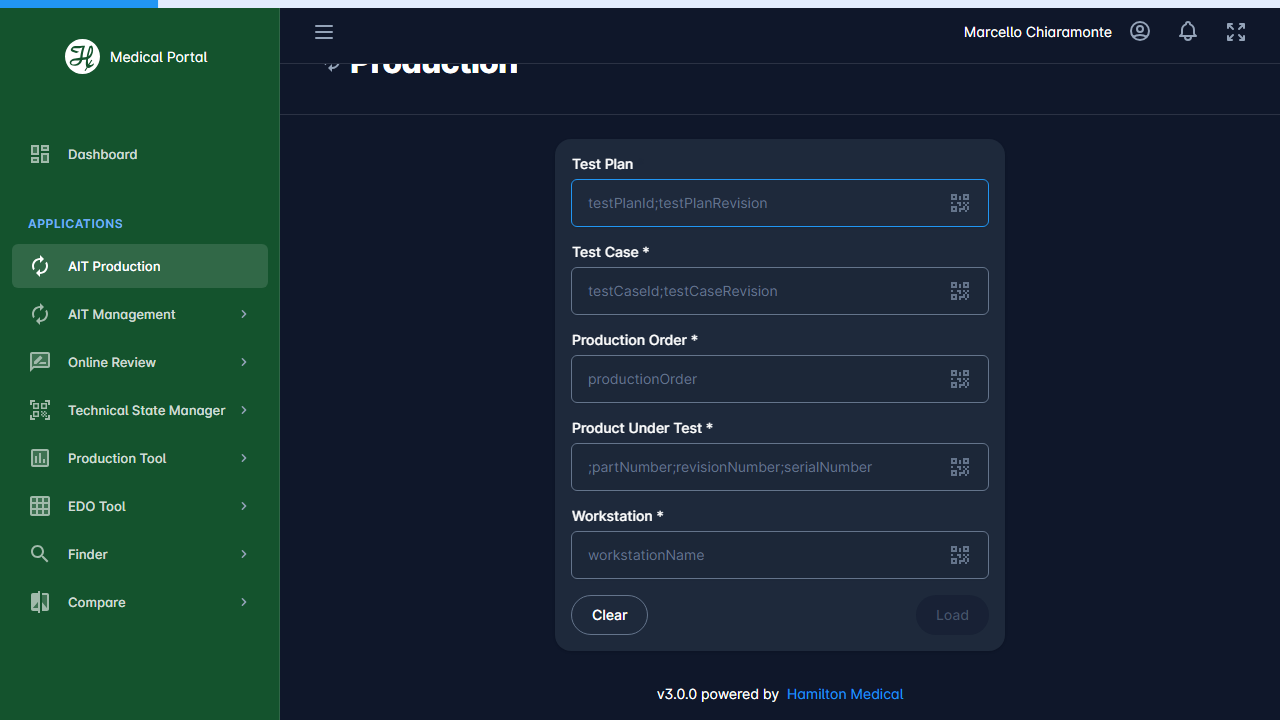 Medical Portal
Marcello Chiaramonte
Production
Dashboard
APPLICATIONS
AIT Production
AIT Management
Online Review
Technical State Manager
Production Tool
EDO Tool
Finder
Compare
Test Plan
testPlanId;testPlanRevision
Test Case *
testCaseId;testCaseRevision
Production Order *
productionOrder
Product Under Test *
;partNumber;revisionNumber;serialNumber
Workstation *
workstationName
Clear
Load
v3.0.0 powered by Hamilton Medical